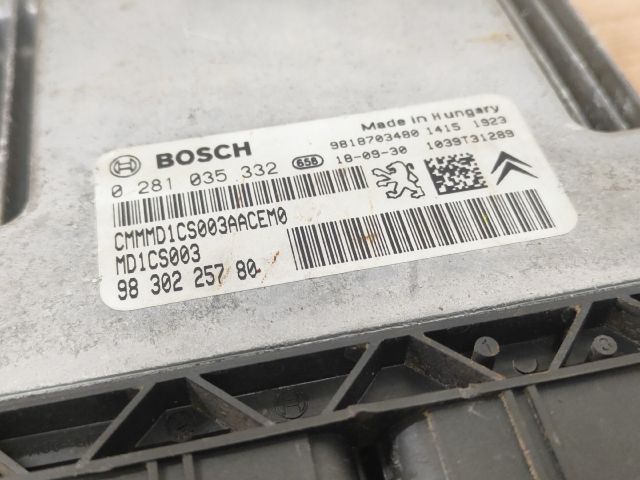 Made in Hungary
9818703480 1415 1923
BOSCH 656 18-09-30 1039T31289
0 281 035 332
CMMMD1CS003AACEM0
MD1CS003
98 302 257 80